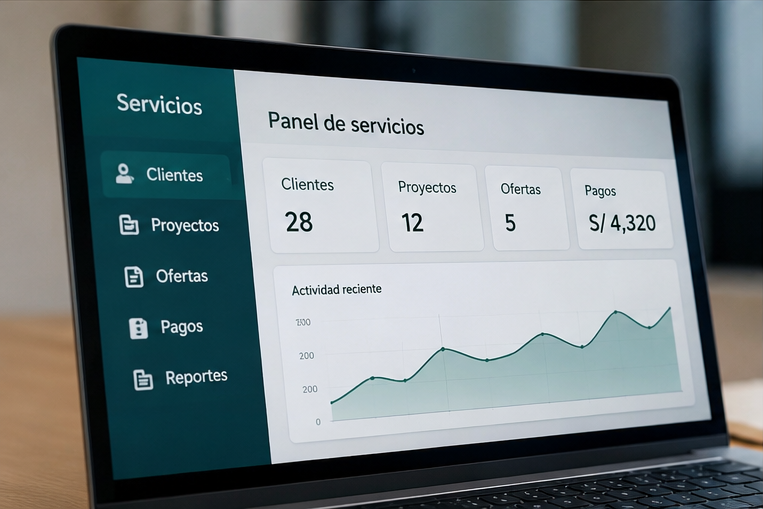 Servicios
Clientes
Proyectos
Ofertas
Pagos
Reportes
Panel de servicios
Clientes
28
Proyectos
12
Ofertas
5
Pagos
S/ 4,320
Actividad reciente
200
200
0